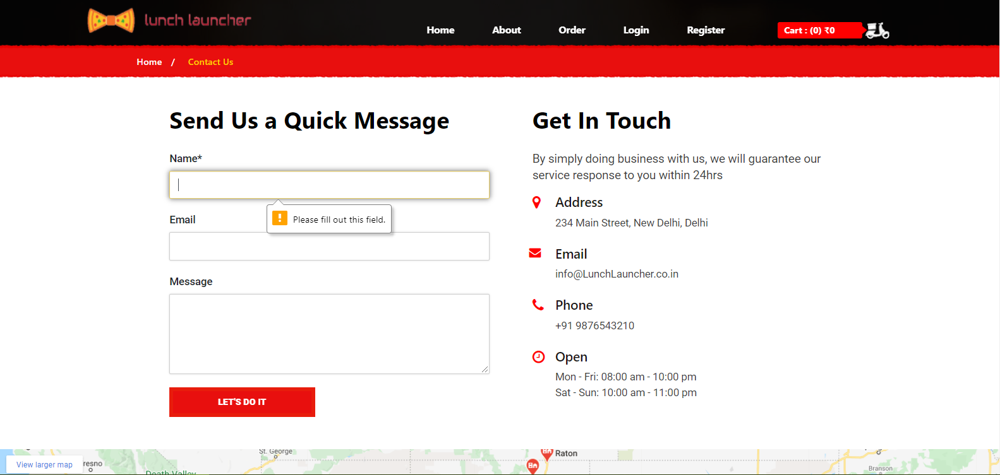 lunch launcher
Home About Order Login Register
Cart : (0) ₹0
Home / Contact Us
Send Us a Quick Message
Name*
Please fill out this field.
Email
Message
LET'S DO IT
Get In Touch
By simply doing business with us, we will guarantee our
service response to you within 24hrs
Address
234 Main Street, New Delhi, Delhi
Email
info@LunchLauncher.co.in
Phone
+91 9876543210
Open
Mon - Fri: 08:00 am - 10:00 pm
Sat - Sun: 10:00 am - 11:00 pm
View larger map
resno
St. George
Death Valley
Raton
Branson